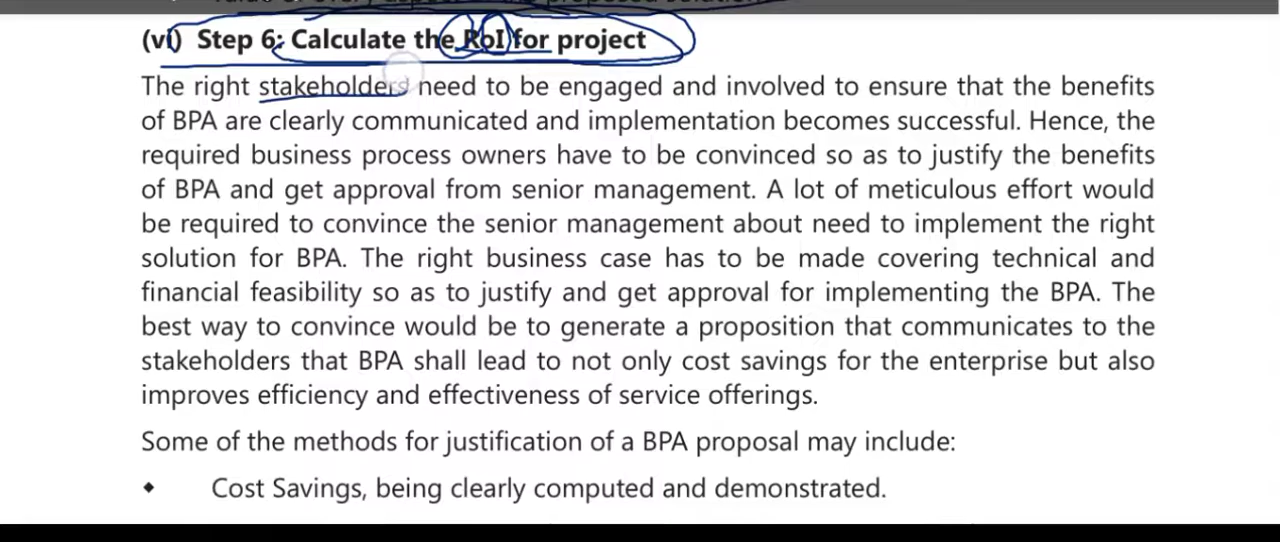 (vi) Step 6: Calculate the RoI for project
The right stakeholders need to be engaged and involved to ensure that the benefits
of BPA are clearly communicated and implementation becomes successful. Hence, the
required business process owners have to be convinced so as to justify the benefits
of BPA and get approval from senior management. A lot of meticulous effort would
be required to convince the senior management about need to implement the right
solution for BPA. The right business case has to be made covering technical and
financial feasibility so as to justify and get approval for implementing the BPA. The
best way to convince would be to generate a proposition that communicates to the
stakeholders that BPA shall lead to not only cost savings for the enterprise but also
improves efficiency and effectiveness of service offerings.
Some of the methods for justification of a BPA proposal may include:
◆ Cost Savings, being clearly computed and demonstrated.